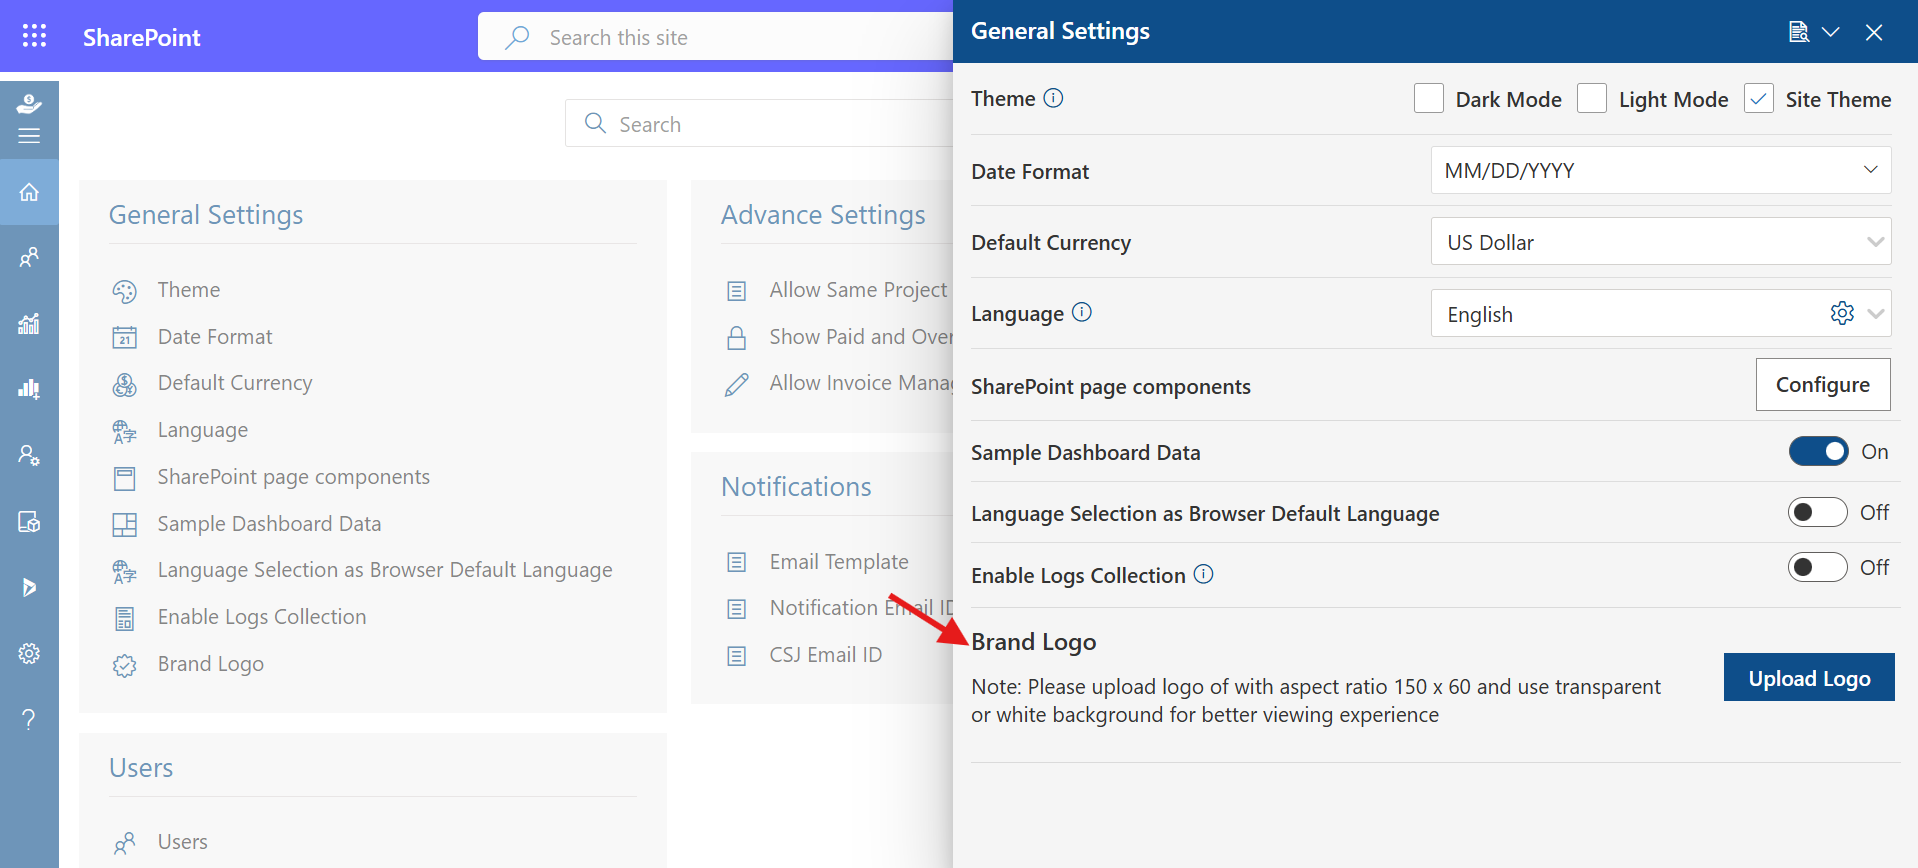 SharePoint
Search this site
Search
General Settings
Theme
Date Format
21
Default Currency
Language
SharePoint page components
Sample Dashboard Data
Language Selection as Browser Default Language
Enable Logs Collection
Brand Logo
Users
Users
Advance Settings
Allow Same Project
Show Paid and Over
Allow Invoice Manag
Notifications
Email Template
Notification Email ID
CSJ Email ID
General Settings
Theme
Dark Mode
Light Mode
Site Theme
Date Format
MM/DD/YYYY
Default Currency
US Dollar
Language
English
SharePoint page components
Configure
Sample Dashboard Data
On
Language Selection as Browser Default Language
Off
Enable Logs Collection
Off
Brand Logo
Note: Please upload logo of with aspect ratio 150 x 60 and use transparent
or white background for better viewing experience
Upload Logo